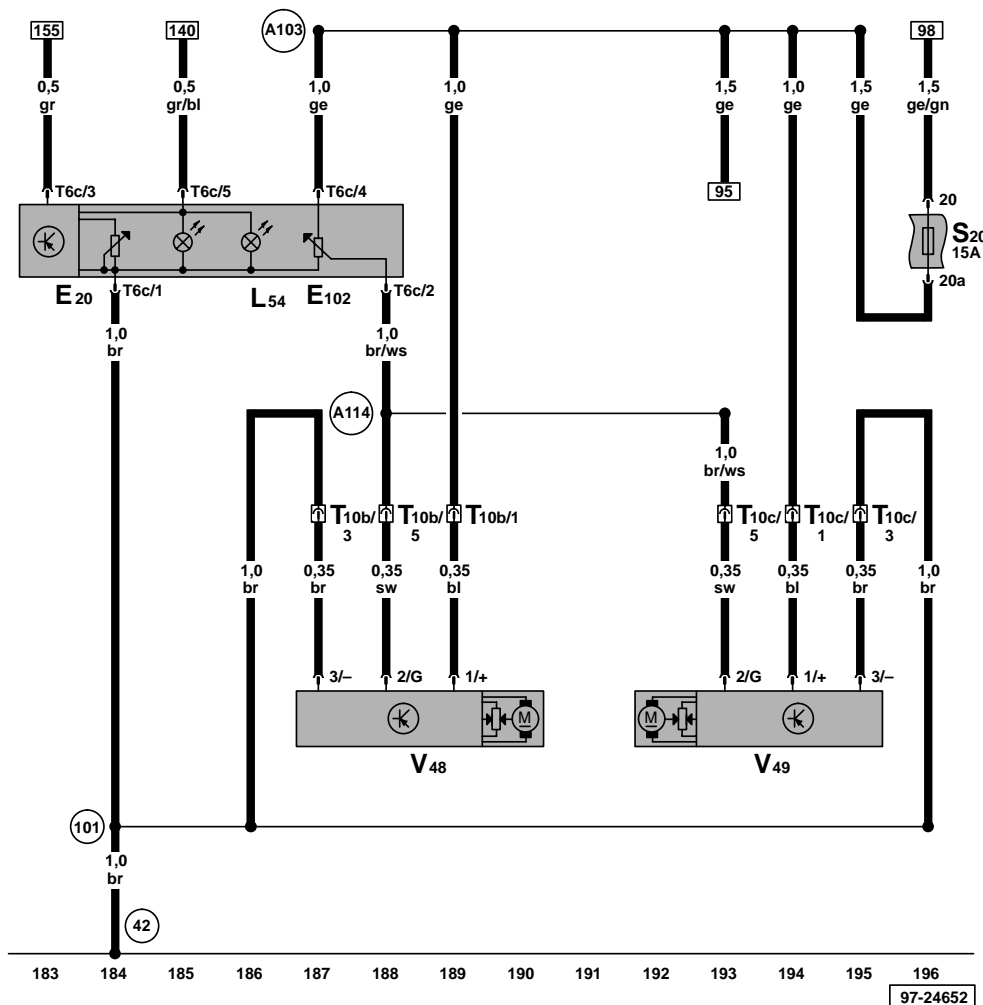 155 140 A103 98
0,5 gr
0,5 gr/bl
1,0 ge
1,0 ge
1,5 ge
1,0 ge
1,5 ge
1,5 ge/gn
T6c/3 T6c/5 T6c/4
95
20
S20
15A
20a
E20 T6c/1 L54 E102 T6c/2
1,0 br
1,0 br/ws
A114
1,0 br/ws
T10b/3 T10b/5 T10b/1 T10c/5 T10c/1 T10c/3
1,0 br
0,35 br
0,35 sw
0,35 bl
0,35 sw
0,35 bl
0,35 br
1,0 br
3/– 2/G 1/+ 2/G 1/+ 3/–
M M
V48 V49
101
1,0 br
42
183 184 185 186 187 188 189 190 191 192 193 194 195 196
97-24652